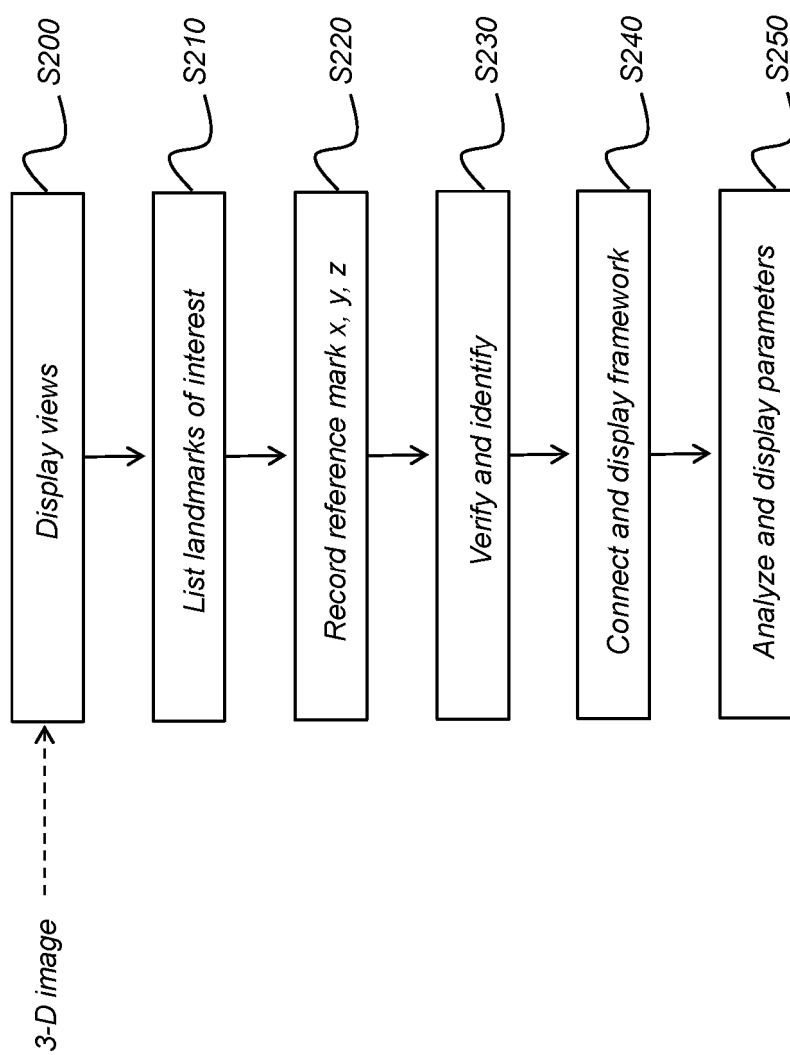 3-D image
Display views
S200
List landmarks of interest
S210
Record reference mark x, y, z
S220
Verify and identify
S230
Connect and display framework
S240
Analyze and display parameters
S250